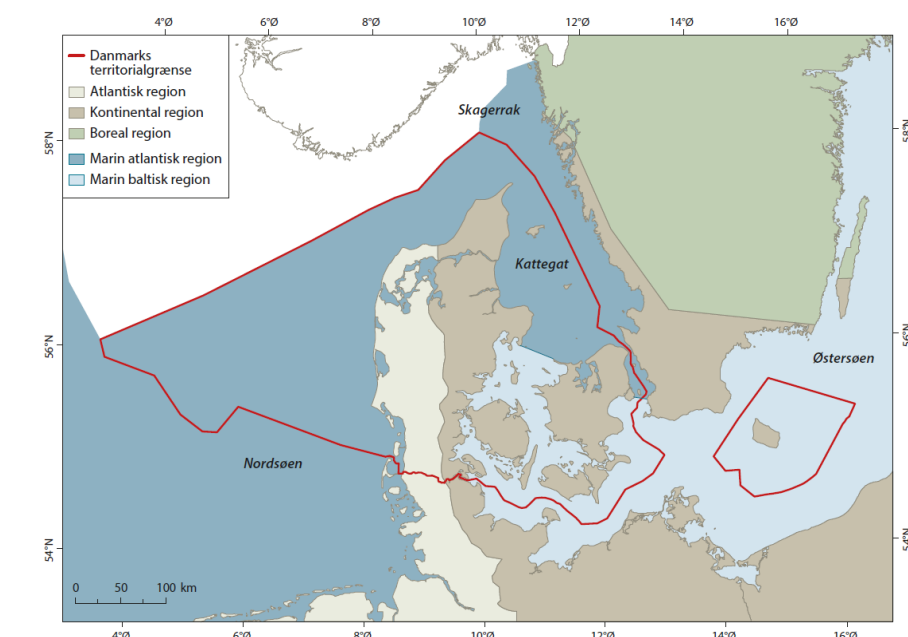 4°Ø 6°Ø 8°Ø 10°Ø 12°Ø 14°Ø 16°Ø
Danmarks
territorialgrænse
Atlantisk region
Kontinental region
Boreal region
Marin atlantisk region
Marin baltisk region
Skagerrak
58°N 58°N
Kattegat
56°N 56°N
Østersøen
Nordsøen
54°N 54°N
0 50 100 km
4°Ø 6°Ø 8°Ø 10°Ø 12°Ø 14°Ø 16°Ø